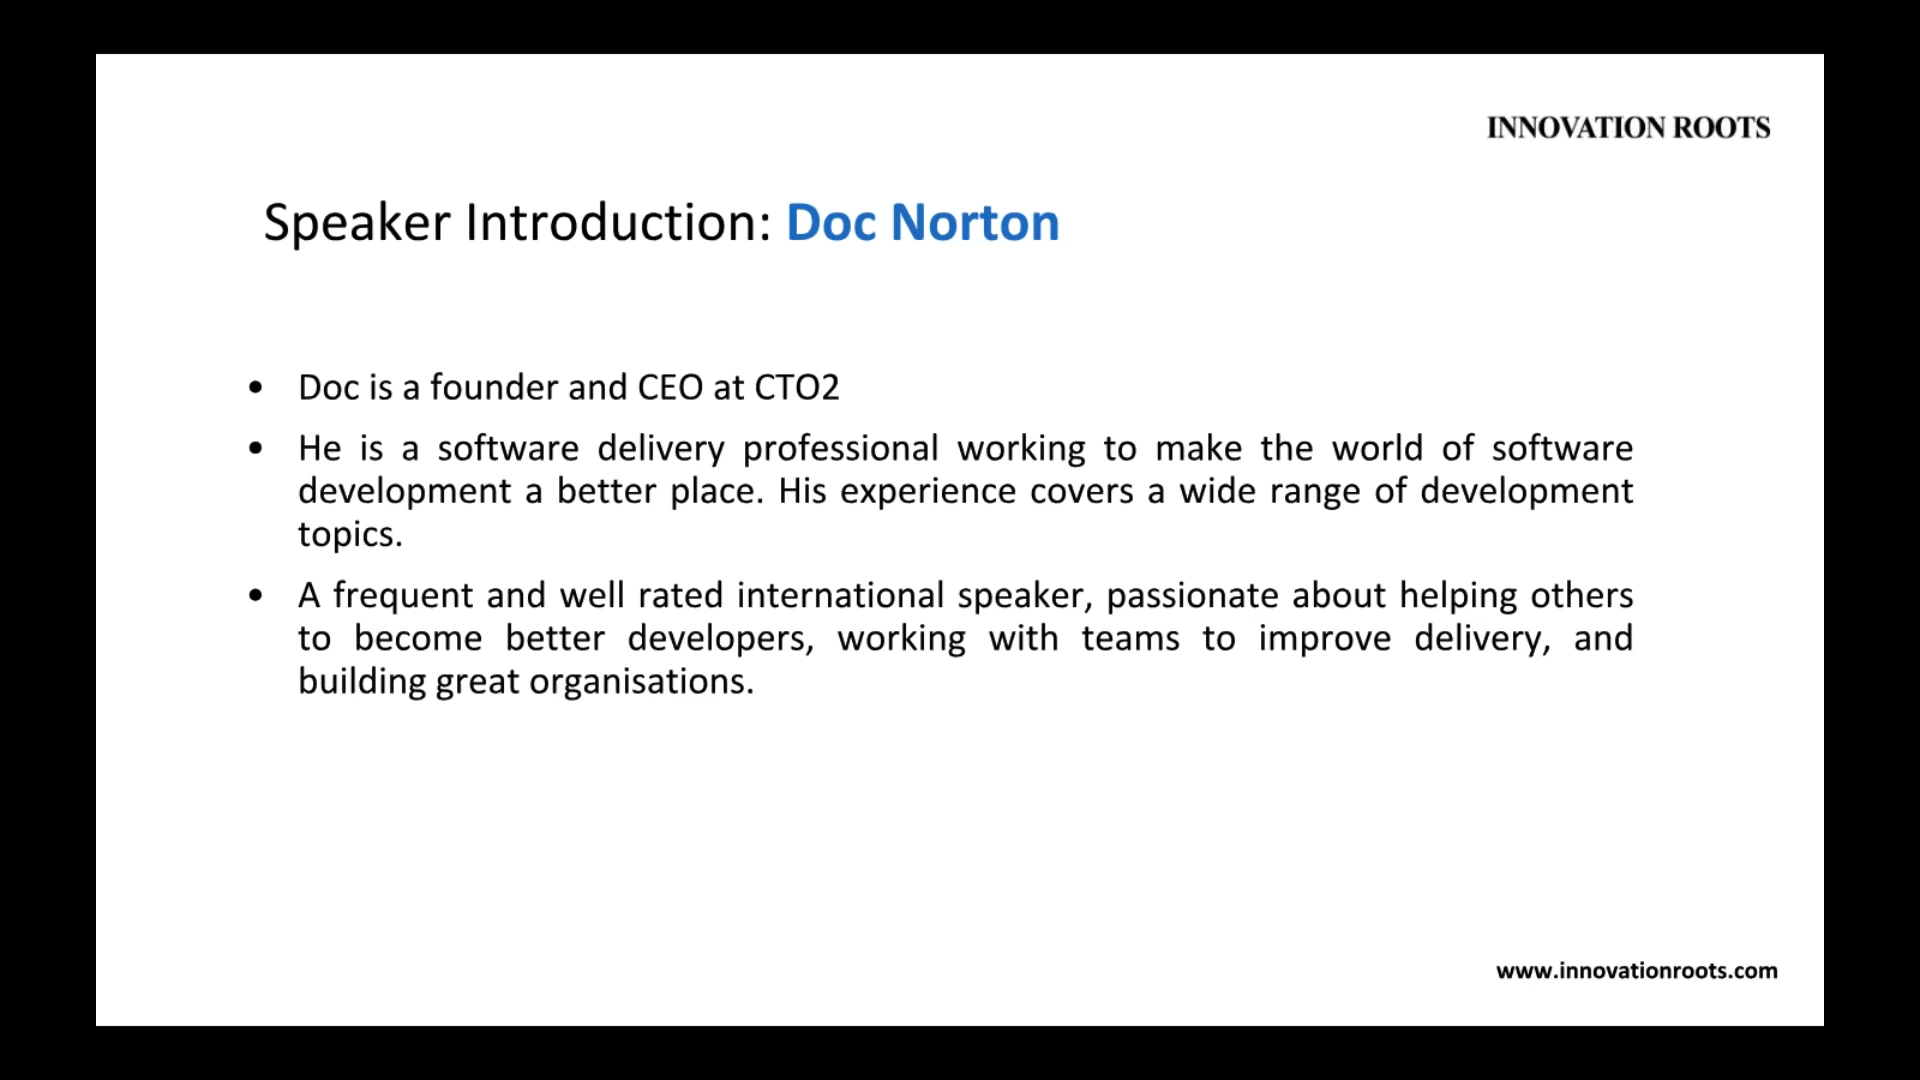 INNOVATION ROOTS
Speaker Introduction: Doc Norton
• Doc is a founder and CEO at CTO2
• He is a software delivery professional working to make the world of software
development a better place. His experience covers a wide range of development
topics.
• A frequent and well rated international speaker, passionate about helping others
to become better developers, working with teams to improve delivery, and
building great organisations.
www.innovationroots.com